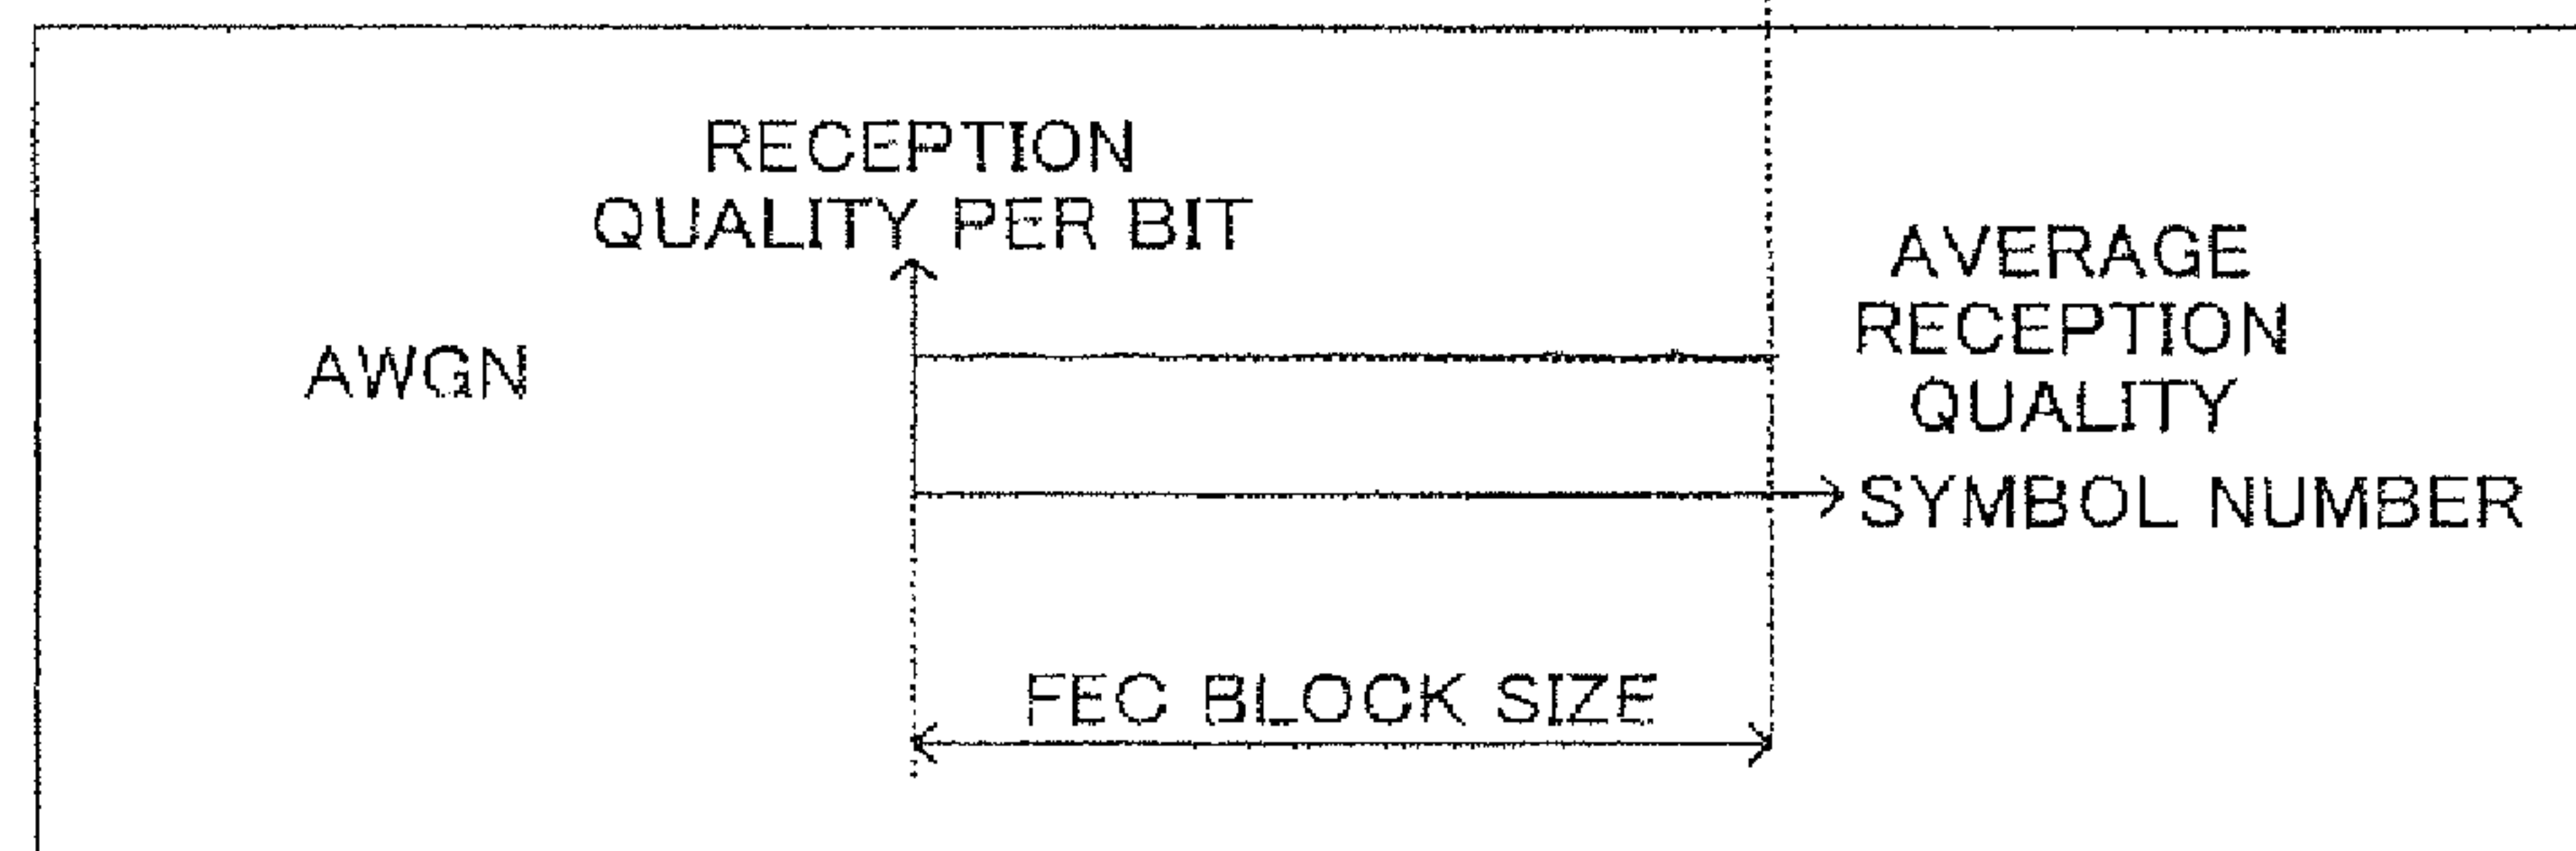 RECEPTION
QUALITY PER BIT
AWGN
AVERAGE
RECEPTION
QUALITY
SYMBOL NUMBER
FEC BLOCK SIZE